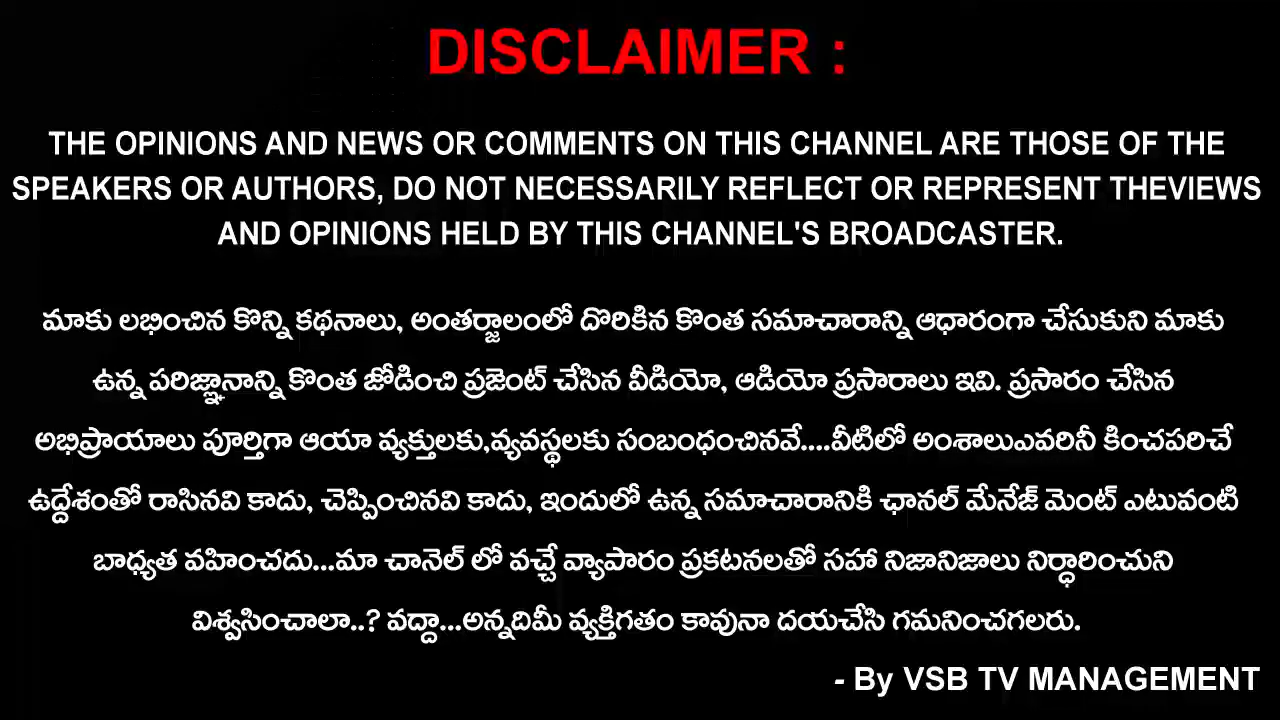 DISCLAIMER :
THE OPINIONS AND NEWS OR COMMENTS ON THIS CHANNEL ARE THOSE OF THE
SPEAKERS OR AUTHORS, DO NOT NECESSARILY REFLECT OR REPRESENT THEVIEWS
AND OPINIONS HELD BY THIS CHANNEL'S BROADCASTER.
మాకు లభించిన కొన్ని కథనాలు, అంతర్జాలంలో దొరికిన కొంత సమాచారాన్ని ఆధారంగా చేసుకుని మాకు
ఉన్న పరిజ్ఞానాన్ని కొంత జోడించి ప్రజెంట్ చేసిన వీడియో, ఆడియో ప్రసారాలు ఇవి. ప్రసారం చేసిన
అభిప్రాయాలు పూర్తిగా ఆయా వ్యక్తులకు,వ్యవస్థలకు సంబంధంచినవే....వీటిలో అంశాలుఎవరినీ కించపరిచే
ఉద్దేశంతో రాసినవి కాదు, చెప్పించినవి కాదు, ఇందులో ఉన్న సమాచారానికి ఛానల్ మేనేజ్ మెంట్ ఎటువంటి
బాధ్యత వహించదు...మా చానెల్ లో వచ్చే వ్యాపారం ప్రకటనలతో సహా నిజానిజాలు నిర్ధారించుని
విశ్వసించాలా..? వద్దా...అన్నదిమీ వ్యక్తిగతం కావునా దయచేసి గమనించగలరు.
- By VSB TV MANAGEMENT